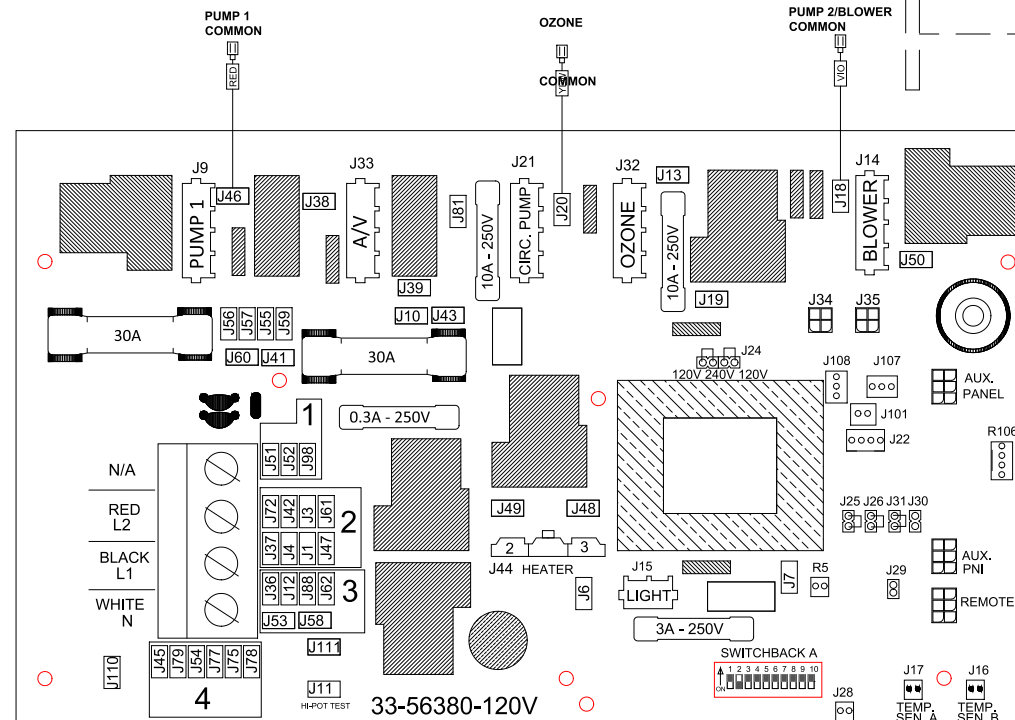 PUMP 1
COMMON
RED
OZONE
COMMON
PUMP 2/BLOWER
COMMON
VIO
J9
PUMP 1
J46
J38
J33
A/V
J39
J81
10A - 250V
J21
CIRC. PUMP
J20
J32
OZONE
J13
10A - 250V
J19
J18
J14
BLOWER
J50
30A
J56
J57
J55
J59
J60
J41
30A
J10
J43
J34
J35
J24
120V 240V 120V
J108
J107
J101
J22
AUX.
PANEL
R106
0.3A - 250V
1
J51
J52
J98
N/A
RED
L2
BLACK
L1
WHITE
N
J72
J42
J3
J61
2
J37
J4
J1
J47
J36
J12
J88
J62
3
J53
J58
J49
J48
2
3
J44
HEATER
J6
J15
LIGHT
J7
R5
3A - 250V
J25
J26
J31
J30
J29
AUX.
PNI
REMOTE
J110
J45
J79
J54
J77
J75
J78
4
J111
J11
HI-POT TEST
33-56380-120V
SWITCHBACK A
1 2 3 4 5 6 7 8 9 10
ON
J28
J17
TEMP.
SEN. A
J16
TEMP.
SEN. B